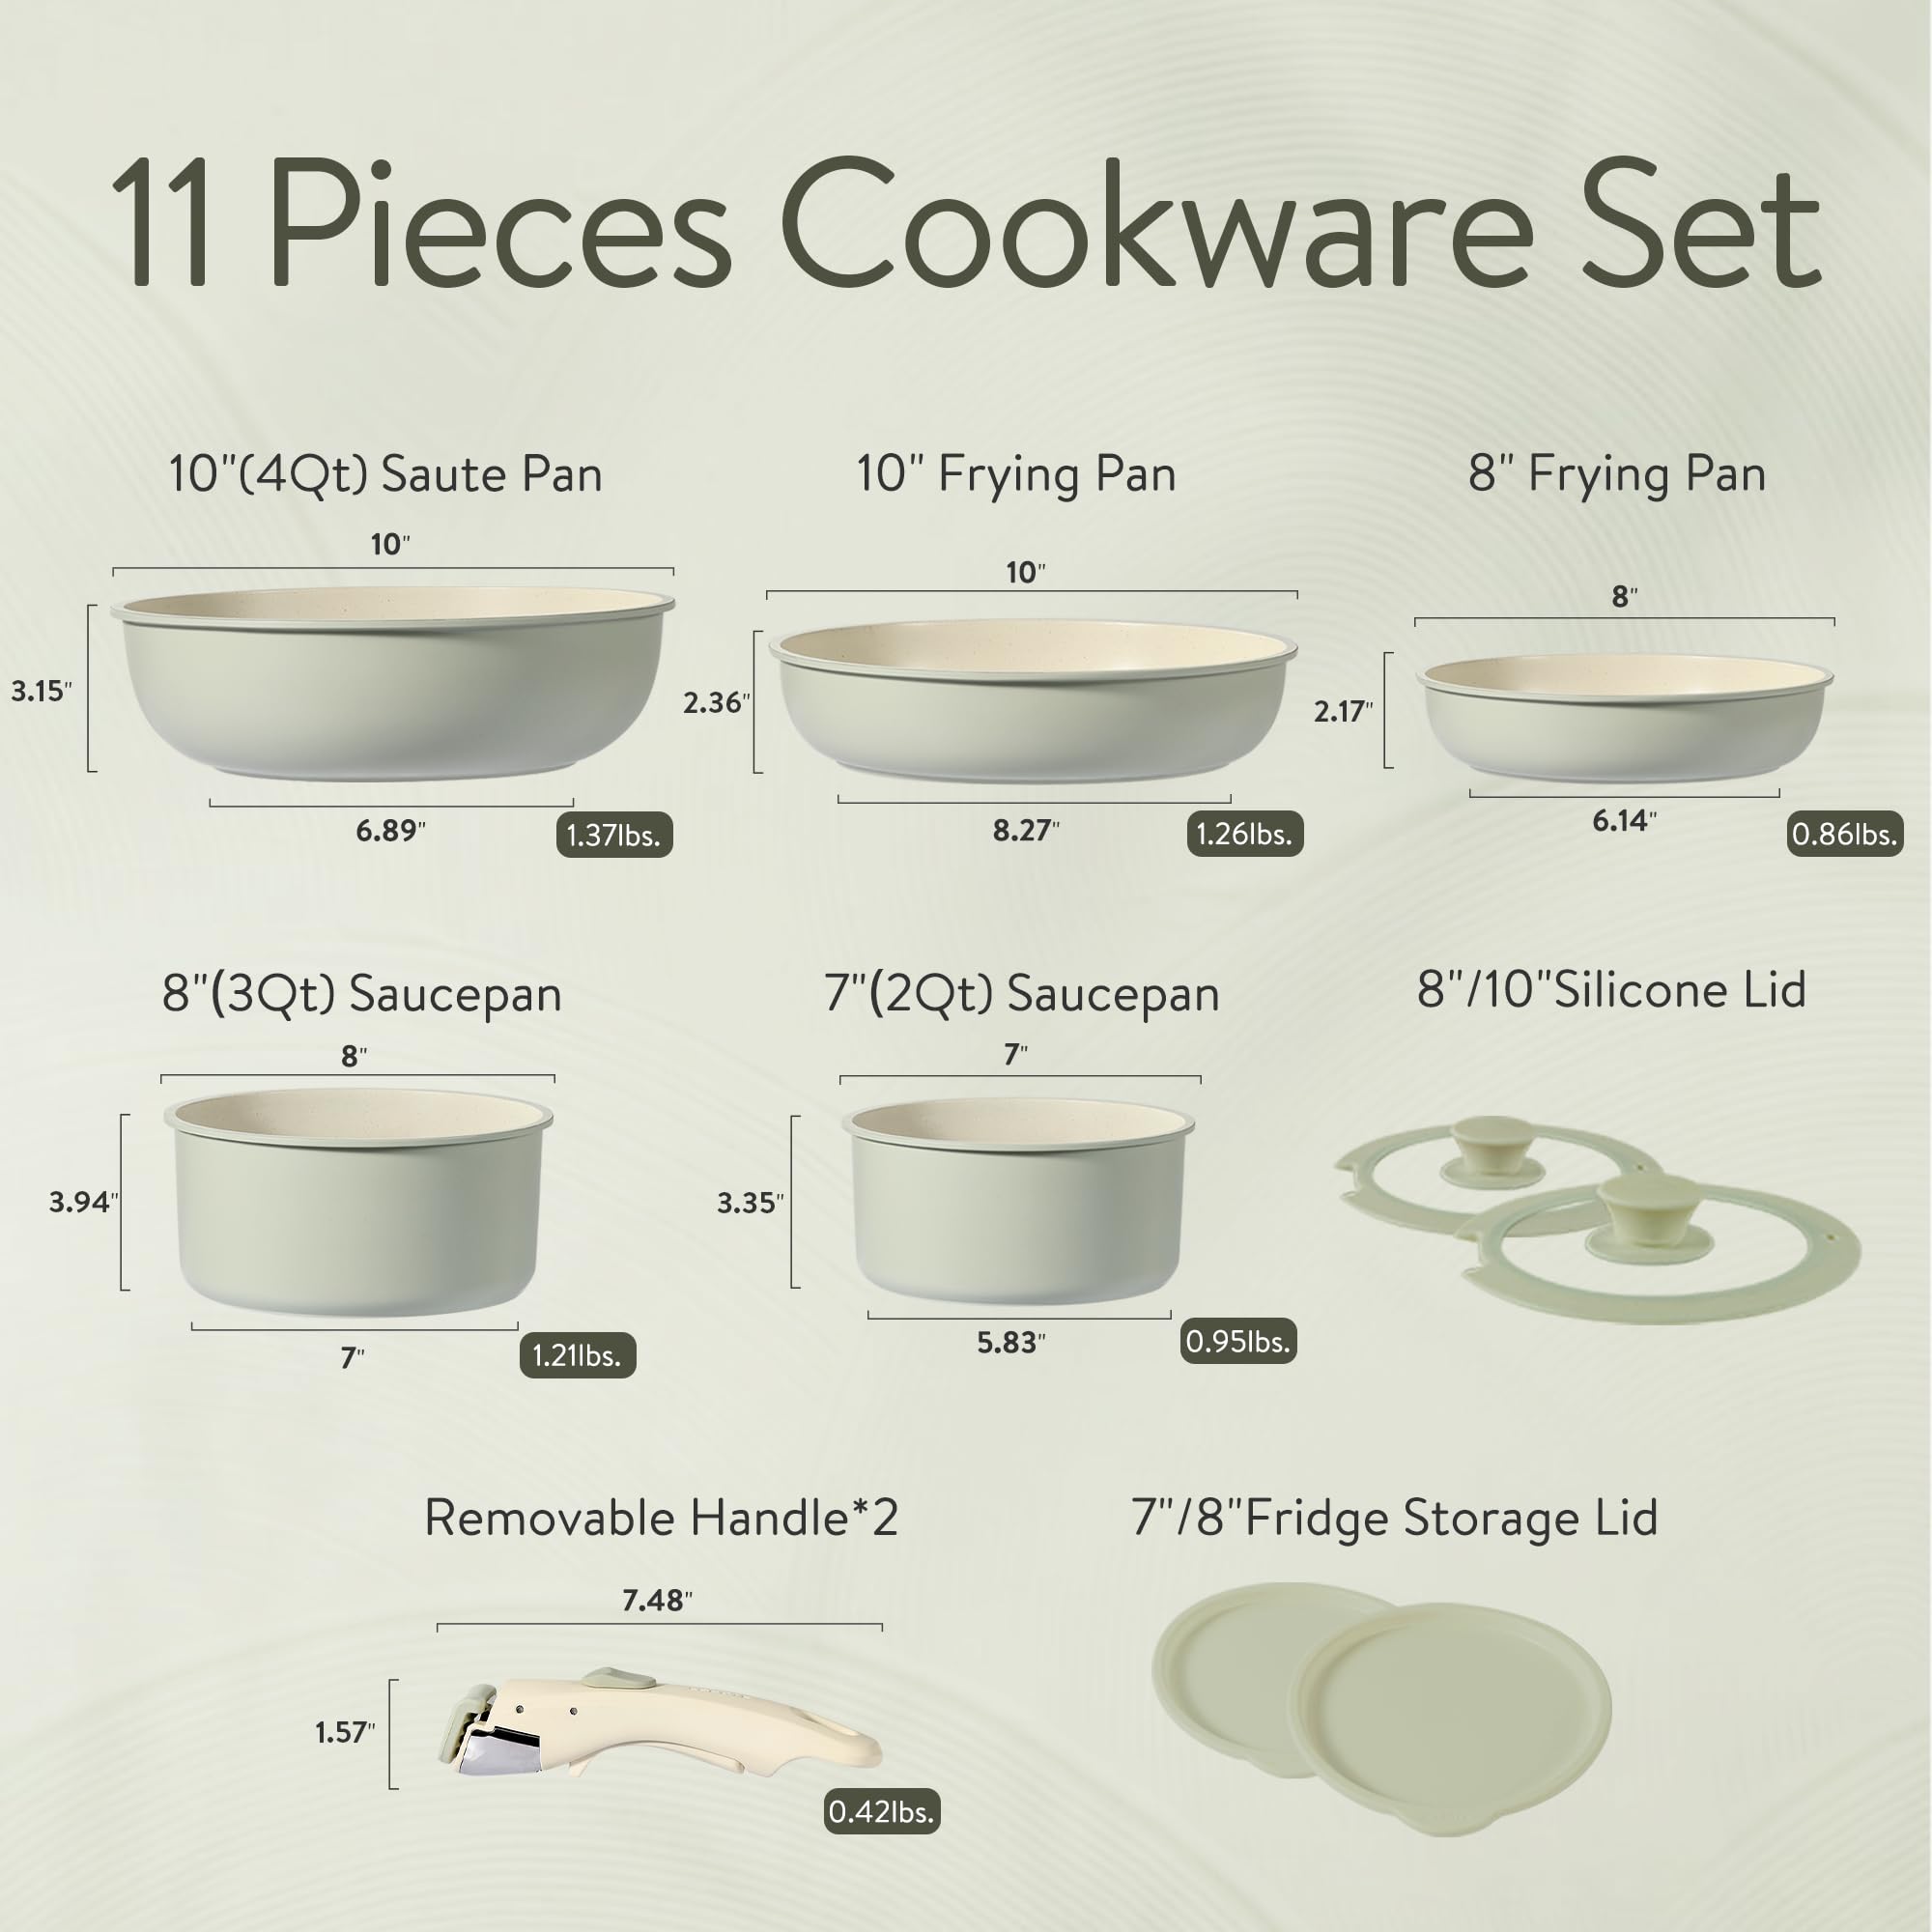 11 Pieces Cookware Set
10"(4Qt) Saute Pan
10" Frying Pan
8" Frying Pan
10"
10"
8"
3.15"
2.36"
2.17"
6.89"
8.27"
6.14"
1.37lbs.
1.26lbs.
0.86lbs.
8"(3Qt) Saucepan
7"(2Qt) Saucepan
8"/10"Silicone Lid
8"
7"
3.94"
3.35"
7"
5.83"
1.21lbs.
0.95lbs.
Removable Handle*2
7"/8"Fridge Storage Lid
7.48"
1.57"
0.42lbs.